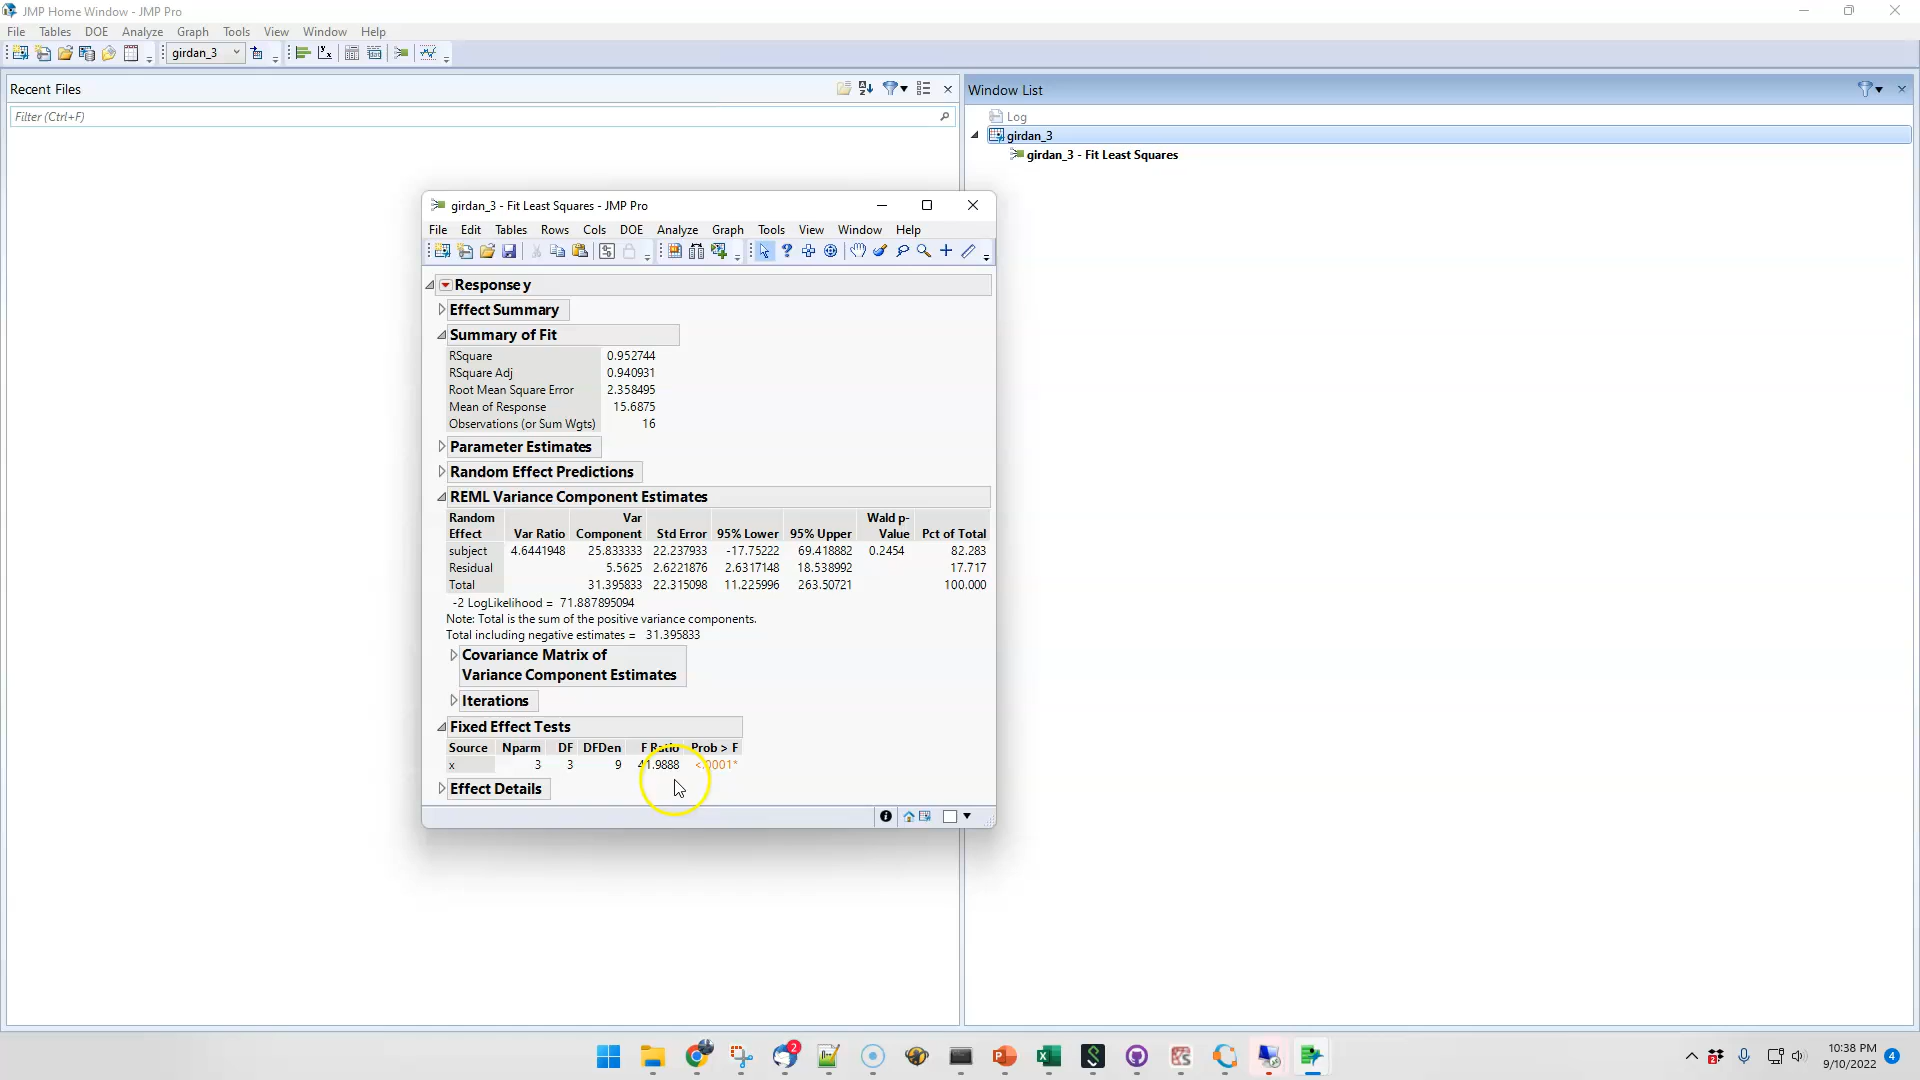 JMP Home Window - JMP Pro
File Tables DOE Analyze Graph Tools View Window Help
girdan_3
Recent Files
Filter (Ctrl+F)
Window List
Log
girdan_3
girdan_3 - Fit Least Squares
girdan_3 - Fit Least Squares - JMP Pro
File Edit Tables Rows Cols DOE Analyze Graph Tools View Window Help
Response y
Effect Summary
Summary of Fit
RSquare 0.952744
RSquare Adj 0.940931
Root Mean Square Error 2.358495
Mean of Response 15.6875
Observations (or Sum Wgts) 16
Parameter Estimates
Random Effect Predictions
REML Variance Component Estimates
Random Var Wald p-
Effect Var Ratio Component Std Error 95% Lower 95% Upper Value Pct of Total
subject 4.6441948 25.833333 22.237933 -17.75222 69.418882 0.2454 82.283
Residual 5.5625 2.6221876 2.6317148 18.538992 17.717
Total 31.395833 22.315098 11.225996 263.50721 100.000
-2 LogLikelihood = 71.887895094
Note: Total is the sum of the positive variance components.
Total including negative estimates = 31.395833
Covariance Matrix of
Variance Component Estimates
Iterations
Fixed Effect Tests
Source Nparm DF DFDen F Ratio Prob > F
x 3 3 9 41.9888 <.0001*
Effect Details
10:38 PM
9/10/2022
2
4